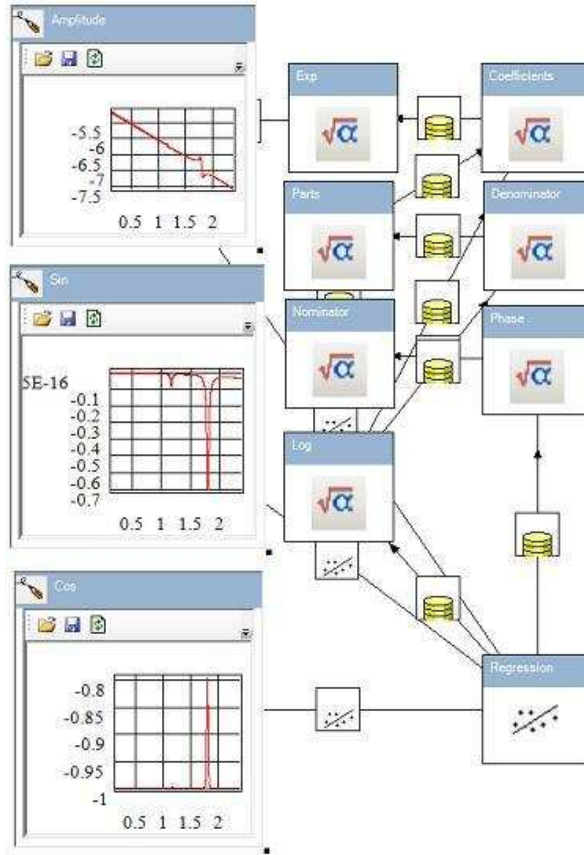 Amplitude
-5.5
-6
-6.5
-7
-7.5
0.5 1 1.5 2
Exp
√α
Coefficients
√α
Parts
√α
Denominator
√α
Sin
5E-16
-0.1
-0.2
-0.3
-0.4
-0.5
-0.6
-0.7
0.5 1 1.5 2
Nominator
√α
Phase
√α
Log
√α
Cos
-0.8
-0.85
-0.9
-0.95
-1
0.5 1 1.5 2
Regression